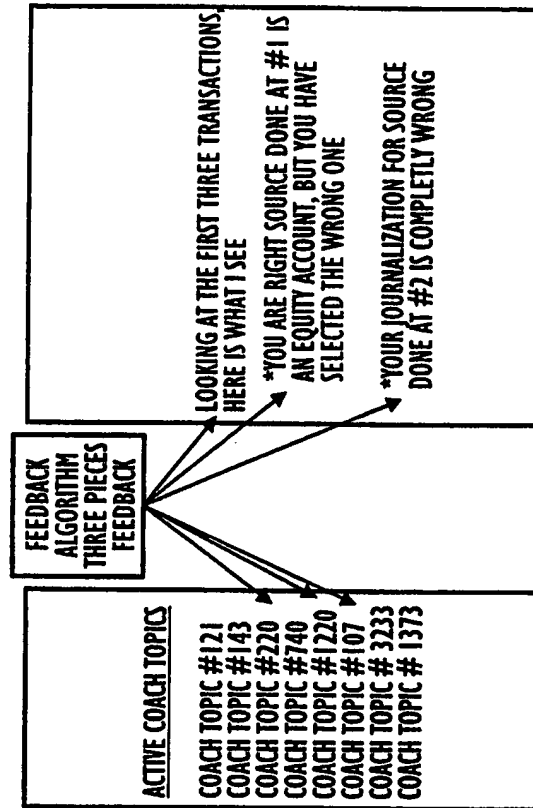 ACTIVE COACH TOPICS
COACH TOPIC #121
COACH TOPIC #143
COACH TOPIC #220
COACH TOPIC #740
COACH TOPIC #1220
COACH TOPIC #107
COACH TOPIC # 3233
COACH TOPIC # 1373
FEEDBACK
ALGORITHM
THREE PIECES
FEEDBACK
LOOKING AT THE FIRST THREE TRANSACTIONS,
HERE IS WHAT I SEE
*YOU ARE RIGHT SOURCE DONE AT #1 IS
AN EQUITY ACCOUNT, BUT YOU HAVE
SELECTED THE WRONG ONE
*YOUR JOURNALIZATION FOR SOURCE
DONE AT #2 IS COMPLETLY WRONG